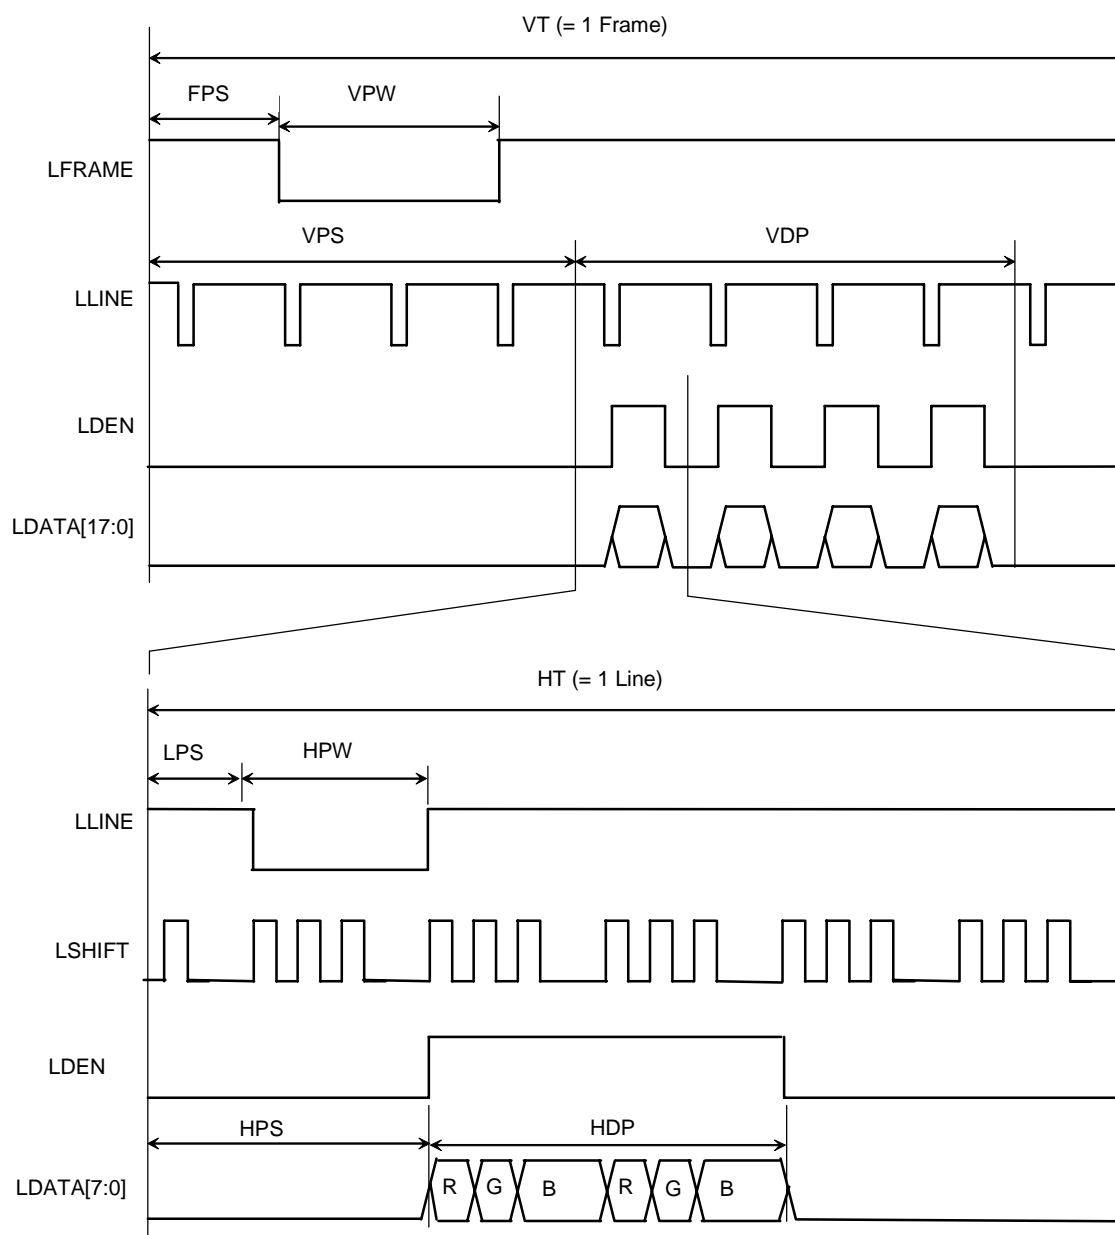 VT (= 1 Frame)
FPS
VPW
LFRAME
VPS
VDP
LLINE
LDEN
LDATA[17:0]
HT (= 1 Line)
LPS
HPW
LLINE
LSHIFT
LDEN
HPS
HDP
LDATA[7:0]
R G B R G B